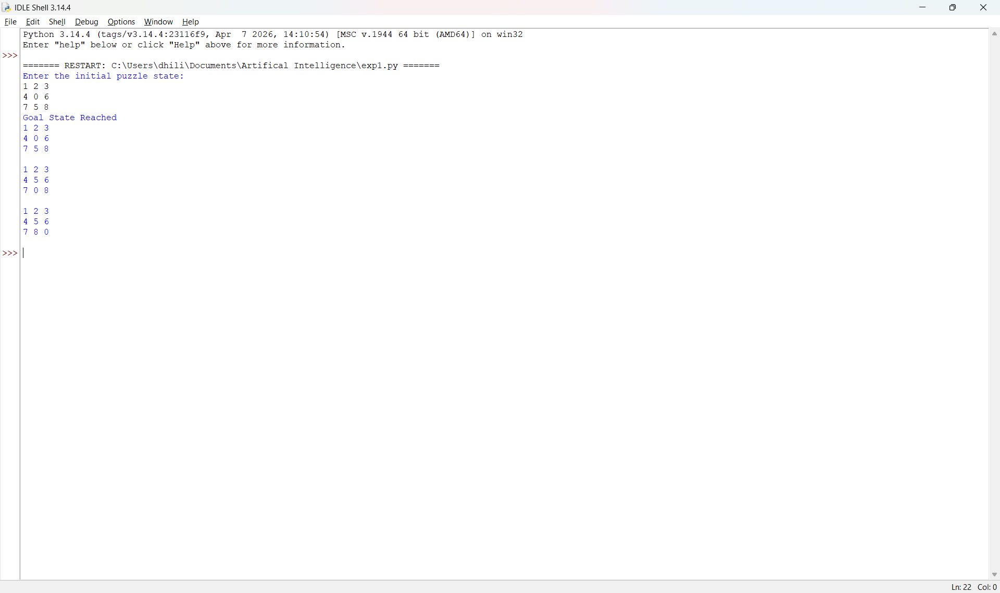 IDLE Shell 3.14.4
File Edit Shell Debug Options Window Help
Python 3.14.4 (tags/v3.14.4:23116f9, Apr  7 2026, 14:10:54) [MSC v.1944 64 bit (AMD64)] on win32
Enter "help" below or click "Help" above for more information.
>>>
======= RESTART: C:\Users\dhili\Documents\Artifical Intelligence\exp1.py =======
Enter the initial puzzle state:
1 2 3
4 0 6
7 5 8
Goal State Reached
1 2 3
4 0 6
7 5 8
1 2 3
4 5 6
7 0 8
1 2 3
4 5 6
7 8 0
>>>
Ln: 22 Col: 0